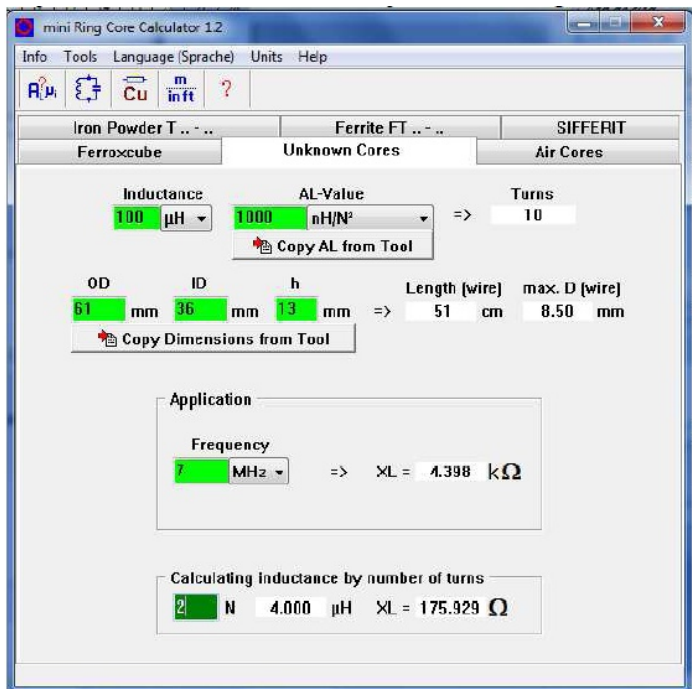 mini Ring Core Calculator 1.2
Info Tools Language (Sprache) Units Help
Cu m in ft ?
Iron Powder T .. - .. Ferrite FT .. - .. SIFFERIT
Ferroxcube Unknown Cores Air Cores
Inductance AL-Value Turns
100 µH 1000 nH/N² => 10
Copy AL from Tool
OD ID h Length (wire) max. D (wire)
61 mm 36 mm 13 mm => 51 cm 8.50 mm
Copy Dimensions from Tool
Application
Frequency
7 MHz => XL = 4.398 kΩ
Calculating inductance by number of turns
2 N 4.000 µH XL = 175.929 Ω